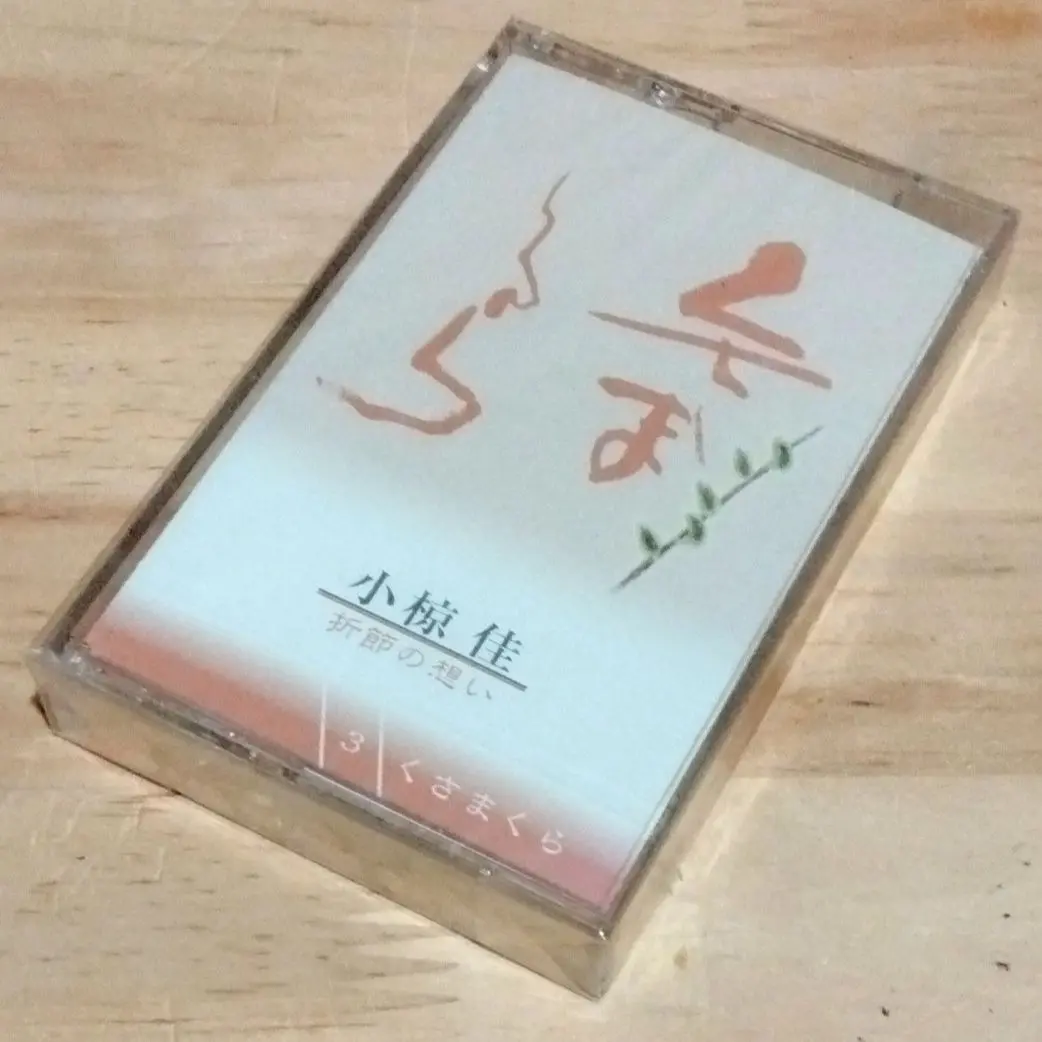 くさま
くら
小椋 佳
折節の想い
3 くさまくら